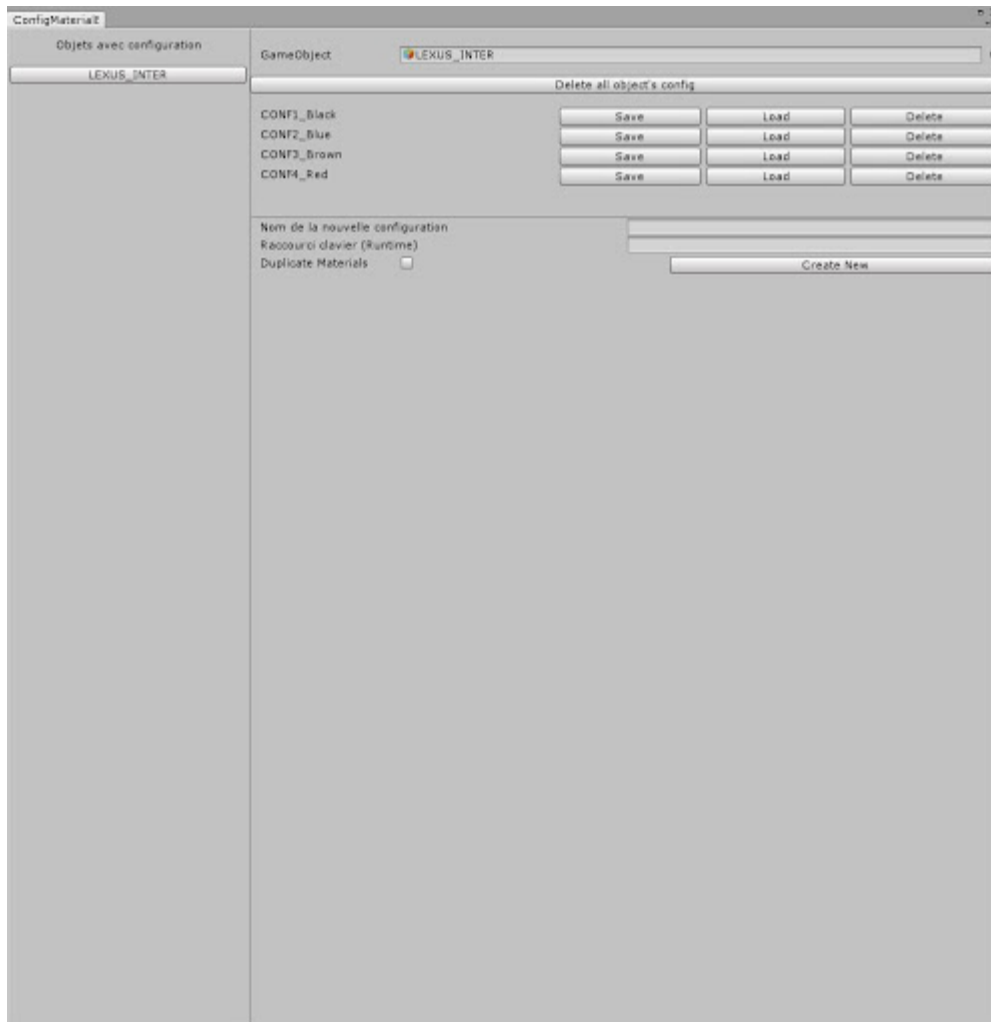 ConfigMaterialE
Objets avec configuration
LEXUS_INTER
GameObject LEXUS_INTER
Delete all object's config
CONF1_Black Save Load Delete
CONF2_Blue Save Load Delete
CONF3_Brown Save Load Delete
CONF4_Red Save Load Delete
Nom de la nouvelle configuration
Raccourci clavier (Runtime)
Duplicate Materials Create New